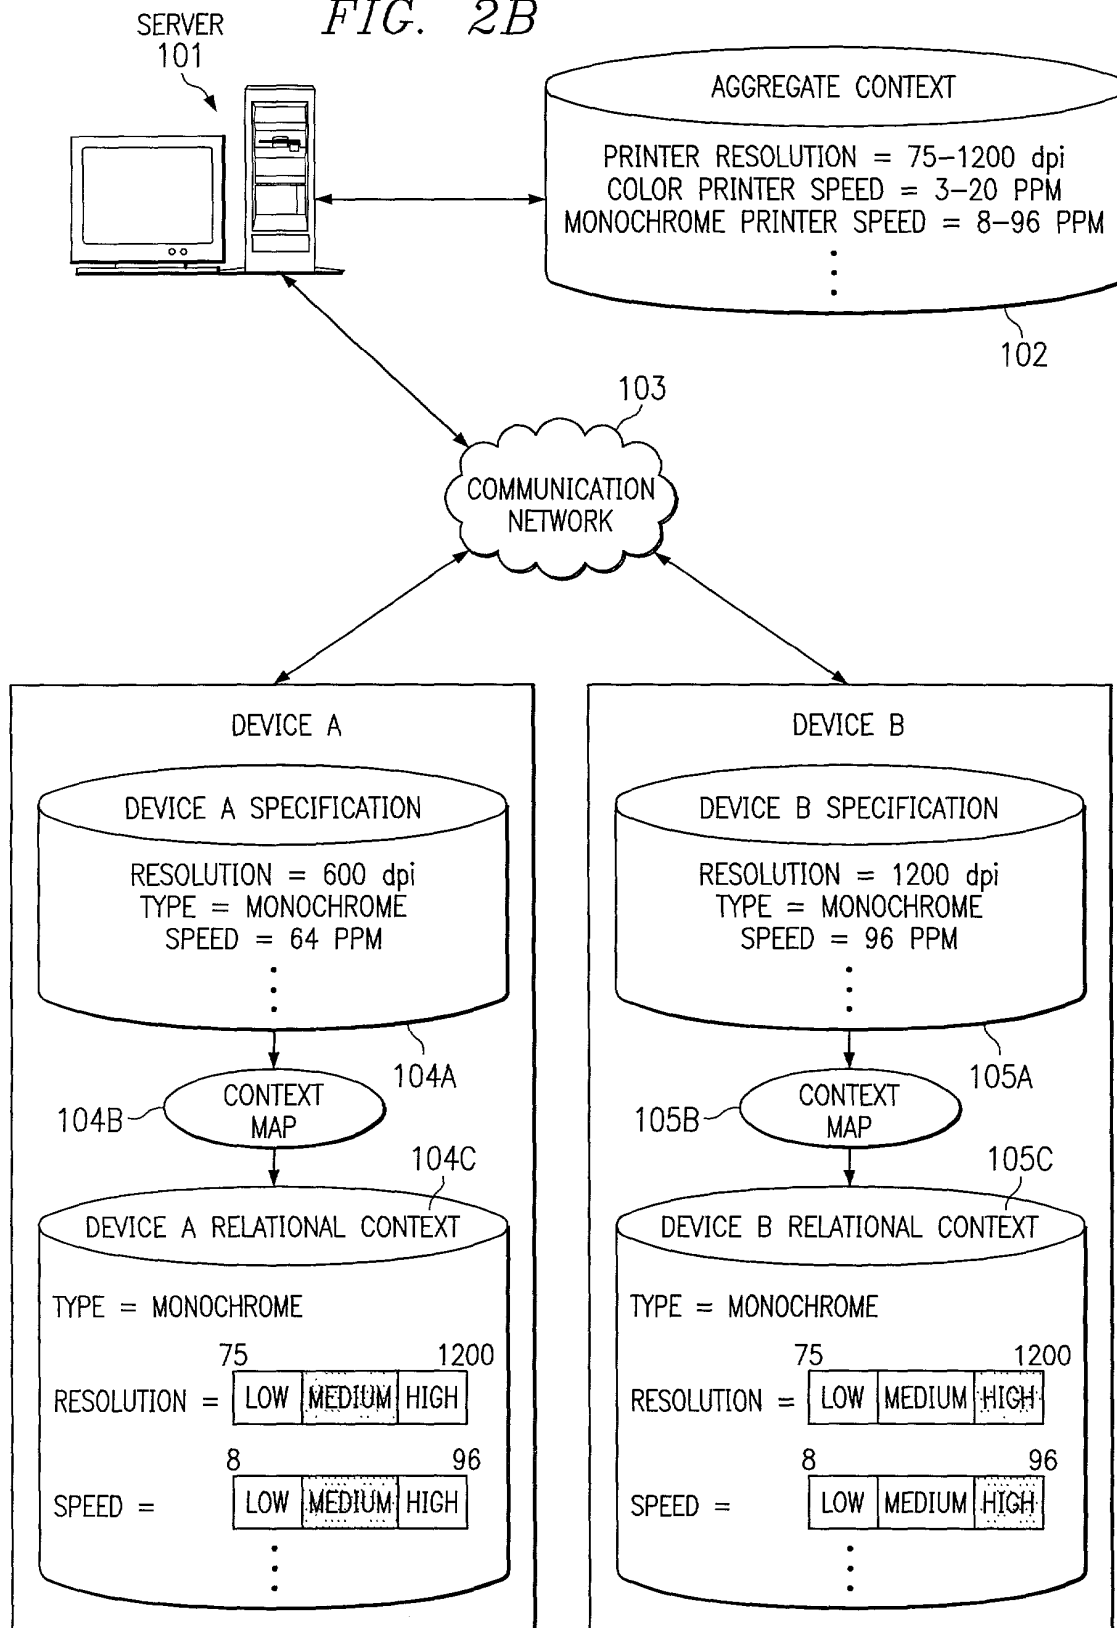 FIG. 2B
SERVER
101
AGGREGATE CONTEXT
PRINTER RESOLUTION = 75-1200 dpi
COLOR PRINTER SPEED = 3-20 PPM
MONOCHROME PRINTER SPEED = 8-96 PPM
102
103
COMMUNICATION
NETWORK
DEVICE A
DEVICE A SPECIFICATION
RESOLUTION = 600 dpi
TYPE = MONOCHROME
SPEED = 64 PPM
104A
CONTEXT
MAP
104B
104C
DEVICE A RELATIONAL CONTEXT
TYPE = MONOCHROME
75 1200
RESOLUTION = LOW MEDIUM HIGH
8 96
SPEED = LOW MEDIUM HIGH
DEVICE B
DEVICE B SPECIFICATION
RESOLUTION = 1200 dpi
TYPE = MONOCHROME
SPEED = 96 PPM
105A
CONTEXT
MAP
105B
105C
DEVICE B RELATIONAL CONTEXT
TYPE = MONOCHROME
75 1200
RESOLUTION = LOW MEDIUM HIGH
8 96
SPEED = LOW MEDIUM HIGH